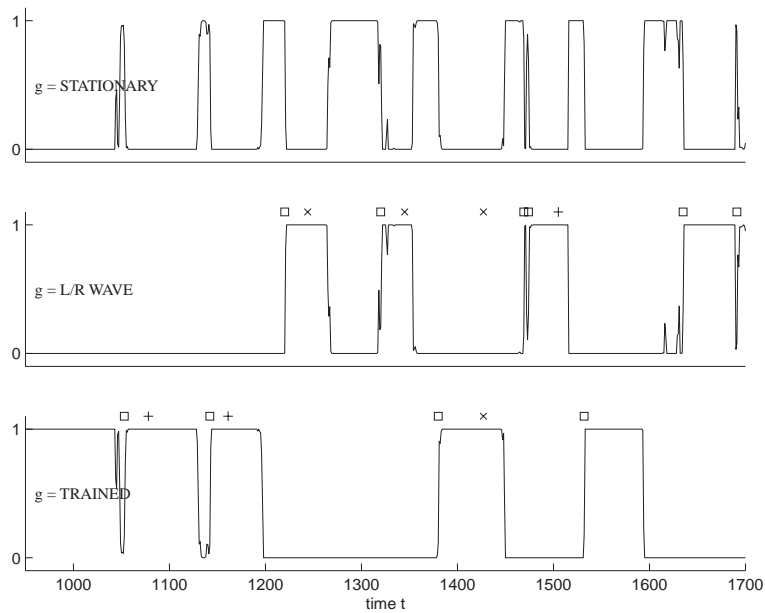 1
g = STATIONARY
0
1
g = L/R WAVE
0
1
g = TRAINED
0
1000 1100 1200 1300 1400 1500 1600 1700
time t